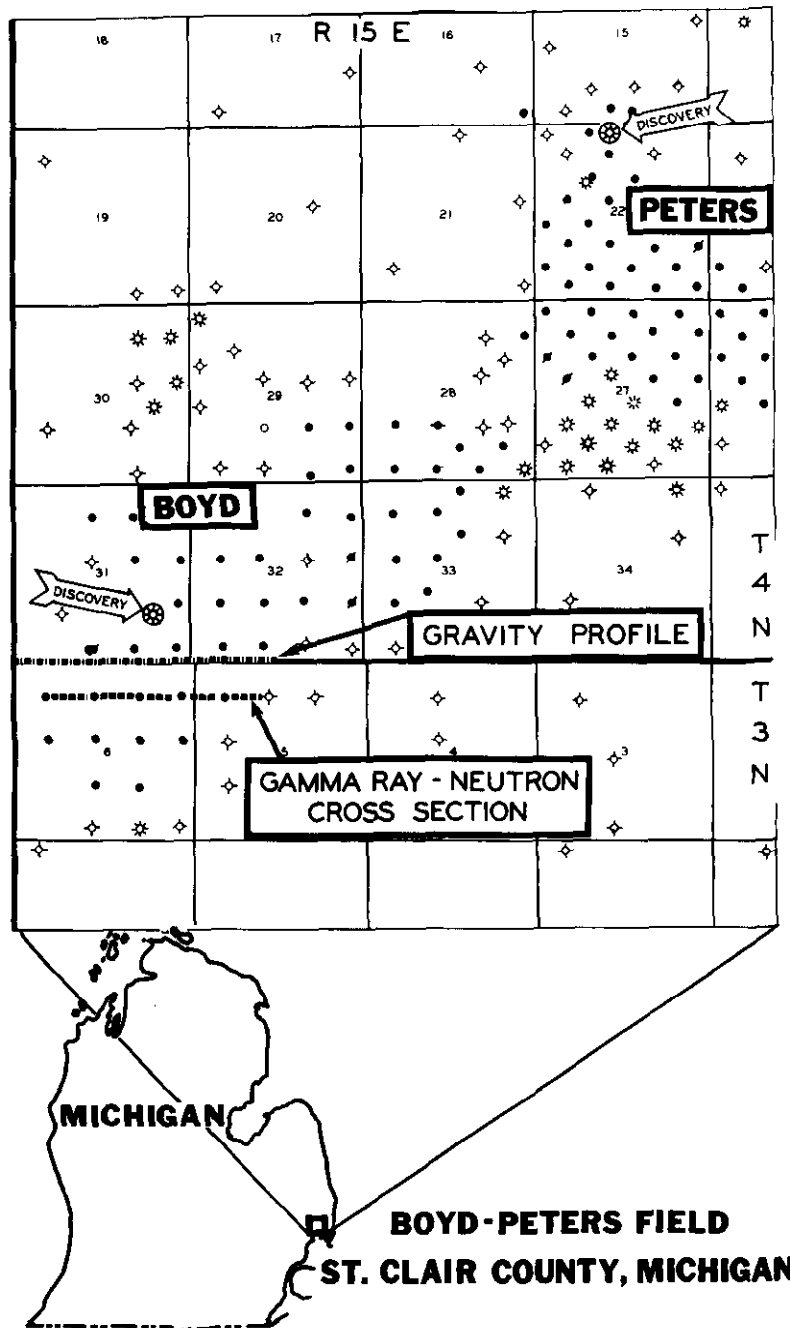 R 15 E
18
17
16
15
DISCOVERY
19
20
21
22
PETERS
30
29
28
27
BOYD
31
32
33
34
DISCOVERY
T
4
N
GRAVITY PROFILE
T
3
N
6
5
4
3
GAMMA RAY - NEUTRON
CROSS SECTION
MICHIGAN
BOYD-PETERS FIELD
ST. CLAIR COUNTY, MICHIGAN